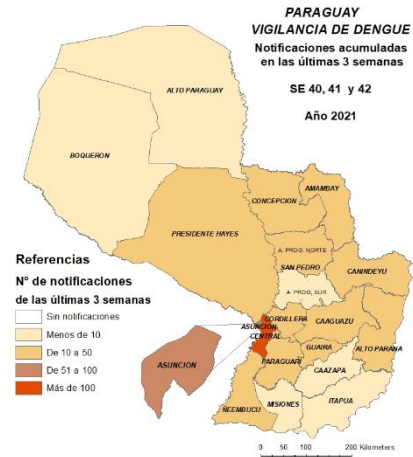 PARAGUAY
VIGILANCIA DE DENGUE
Notificaciones acumuladas
en las últimas 3 semanas
SE 40, 41 y 42
Año 2021
ALTO PARAGUAY
BOQUERON
AMAMBAY
CONCEPCION
PRESIDENTE HAYES
A. PROG. NORTE
SAN PEDRO
CANINDEYU
A. PROG. SUR
CORDILLERA
ASUNCION
CAAGUAZU
CENTRAL
ALTO PARANA
GUAIRA
PARAGUARI
CAAZAPA
ÑEEMBUCU
MISIONES
ITAPUA
ASUNCION
Referencias
N° de notificaciones
de las últimas 3 semanas
Sin notificaciones
Menos de 10
De 10 a 50
De 51 a 100
Más de 100
0 50 100 200 Kilometers